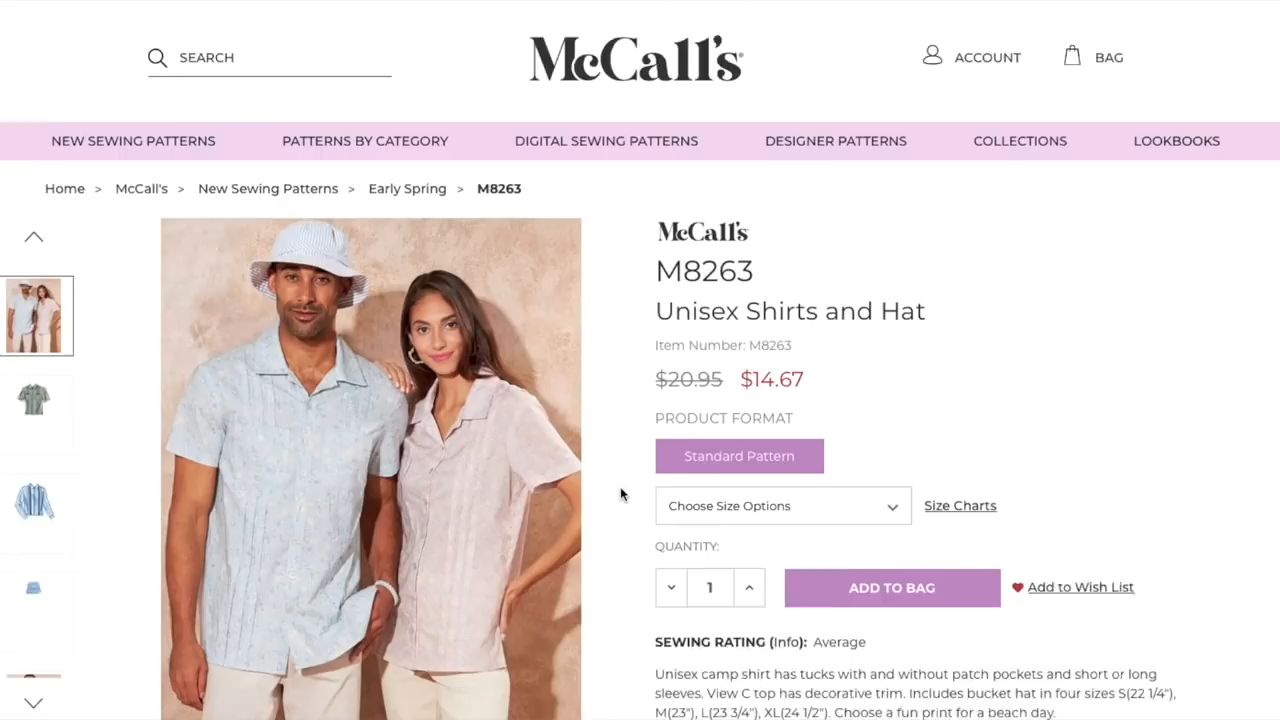 SEARCH
McCall's®
ACCOUNT
BAG
NEW SEWING PATTERNS
PATTERNS BY CATEGORY
DIGITAL SEWING PATTERNS
DESIGNER PATTERNS
COLLECTIONS
LOOKBOOKS
Home > McCall's > New Sewing Patterns > Early Spring > M8263
McCall's
M8263
Unisex Shirts and Hat
Item Number: M8263
$20.95 $14.67
PRODUCT FORMAT
Standard Pattern
Choose Size Options
Size Charts
QUANTITY:
1
ADD TO BAG
Add to Wish List
SEWING RATING (Info): Average
Unisex camp shirt has tucks with and without patch pockets and short or long
sleeves. View C top has decorative trim. Includes bucket hat in four sizes S(22 1/4"),
M(23"), L(23 3/4"), XL(24 1/2"). Choose a fun print for a beach day.